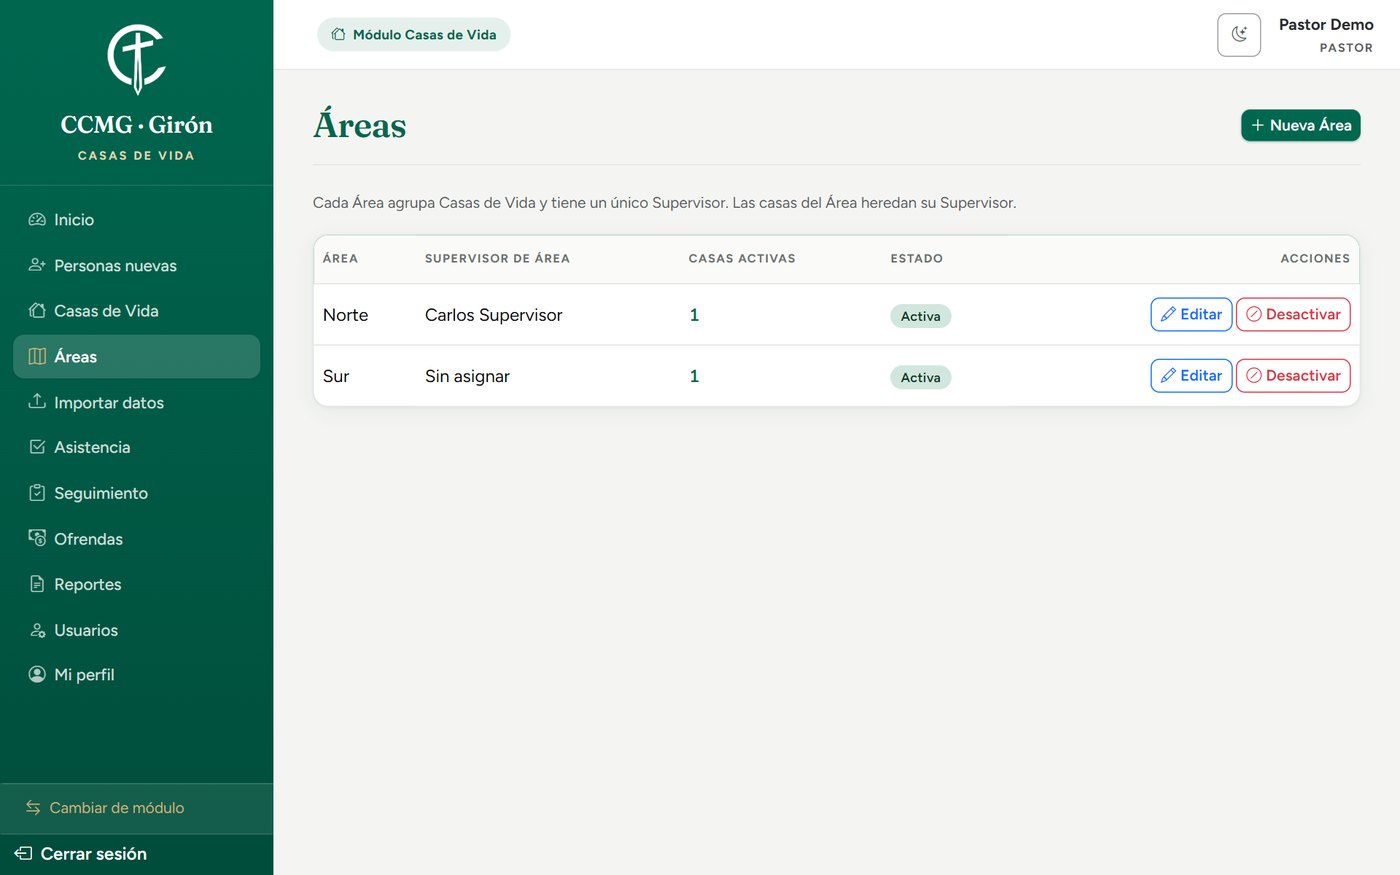 CCMG · Girón
CASAS DE VIDA
Inicio
Personas nuevas
Casas de Vida
Áreas
Importar datos
Asistencia
Seguimiento
Ofrendas
Reportes
Usuarios
Mi perfil
Cambiar de módulo
Cerrar sesión
Módulo Casas de Vida
Pastor Demo
PASTOR
Áreas
+ Nueva Área
Cada Área agrupa Casas de Vida y tiene un único Supervisor. Las casas del Área heredan su Supervisor.
ÁREA SUPERVISOR DE ÁREA CASAS ACTIVAS ESTADO ACCIONES
Norte Carlos Supervisor 1 Activa Editar Desactivar
Sur Sin asignar 1 Activa Editar Desactivar